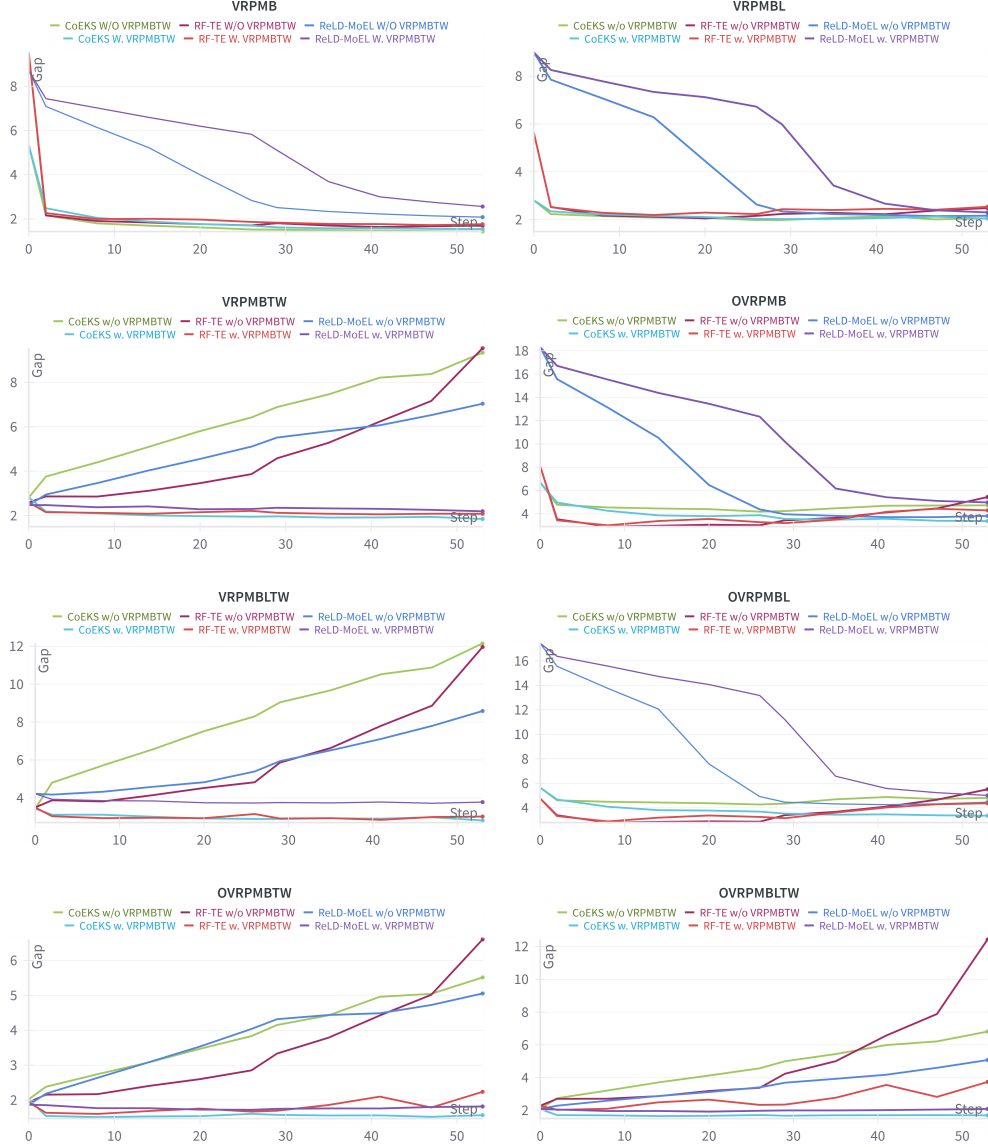 VRPMB
CoEKS W/O VRPMBTW RF-TE W/O VRPMBTW ReLD-MoEL W/O VRPMBTW
CoEKS W. VRPMBTW RF-TE W. VRPMBTW ReLD-MoEL W. VRPMBTW
Gap
8
6
4
2
Step
0 10 20 30 40 50
VRPMBL
CoEKS w/o VRPMBTW RF-TE w/o VRPMBTW ReLD-MoEL w/o VRPMBTW
CoEKS w. VRPMBTW RF-TE w. VRPMBTW ReLD-MoEL w. VRPMBTW
Gap
8
6
4
2
Step
0 10 20 30 40 50
VRPMBTW
CoEKS w/o VRPMBTW RF-TE w/o VRPMBTW ReLD-MoEL w/o VRPMBTW
CoEKS w. VRPMBTW RF-TE w. VRPMBTW ReLD-MoEL w. VRPMBTW
Gap
8
6
4
2
Step
0 10 20 30 40 50
OVRPMB
CoEKS w/o VRPMBTW RF-TE w/o VRPMBTW ReLD-MoEL w/o VRPMBTW
CoEKS w. VRPMBTW RF-TE w. VRPMBTW ReLD-MoEL w. VRPMBTW
Gap
18
16
14
12
10
8
6
4
Step
0 10 20 30 40 50
VRPMBLTW
CoEKS w/o VRPMBTW RF-TE w/o VRPMBTW ReLD-MoEL w/o VRPMBTW
CoEKS w. VRPMBTW RF-TE w. VRPMBTW ReLD-MoEL w. VRPMBTW
Gap
12
10
8
6
4
Step
0 10 20 30 40 50
OVRPMBL
CoEKS w/o VRPMBTW RF-TE w/o VRPMBTW ReLD-MoEL w/o VRPMBTW
CoEKS w. VRPMBTW RF-TE w. VRPMBTW ReLD-MoEL w. VRPMBTW
Gap
16
14
12
10
8
6
4
Step
0 10 20 30 40 50
OVRPMBTW
CoEKS w/o VRPMBTW RF-TE w/o VRPMBTW ReLD-MoEL w/o VRPMBTW
CoEKS w. VRPMBTW RF-TE w. VRPMBTW ReLD-MoEL w. VRPMBTW
Gap
6
5
4
3
2
Step
0 10 20 30 40 50
OVRPMBLTW
CoEKS w/o VRPMBTW RF-TE w/o VRPMBTW ReLD-MoEL w/o VRPMBTW
CoEKS w. VRPMBTW RF-TE w. VRPMBTW ReLD-MoEL w. VRPMBTW
Gap
12
10
8
6
4
2
Step
0 10 20 30 40 50